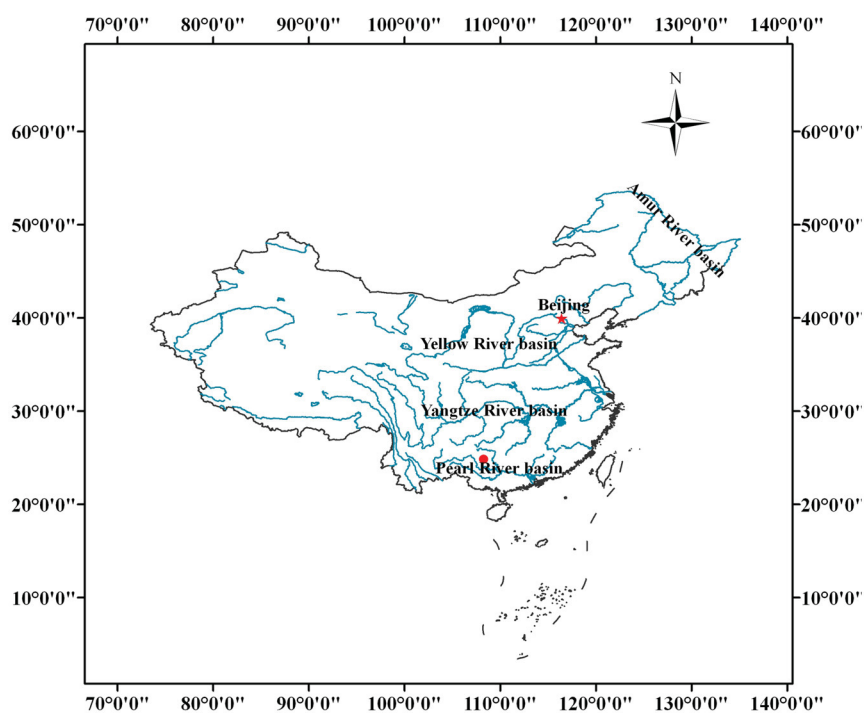 70°0'0" 80°0'0" 90°0'0" 100°0'0" 110°0'0" 120°0'0" 130°0'0" 140°0'0"
N
60°0'0" 60°0'0"
50°0'0" 50°0'0"
Amur River basin
Beijing
40°0'0" 40°0'0"
Yellow River basin
30°0'0" 30°0'0"
Yangtze River basin
Pearl River basin
20°0'0" 20°0'0"
10°0'0" 10°0'0"
70°0'0" 80°0'0" 90°0'0" 100°0'0" 110°0'0" 120°0'0" 130°0'0" 140°0'0"